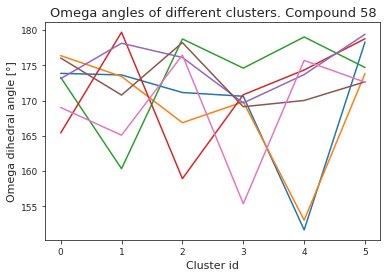 Omega angles of different clusters. Compound 58
Omega dihedral angle [°]
180
175
170
165
160
155
0 1 2 3 4 5
Cluster id